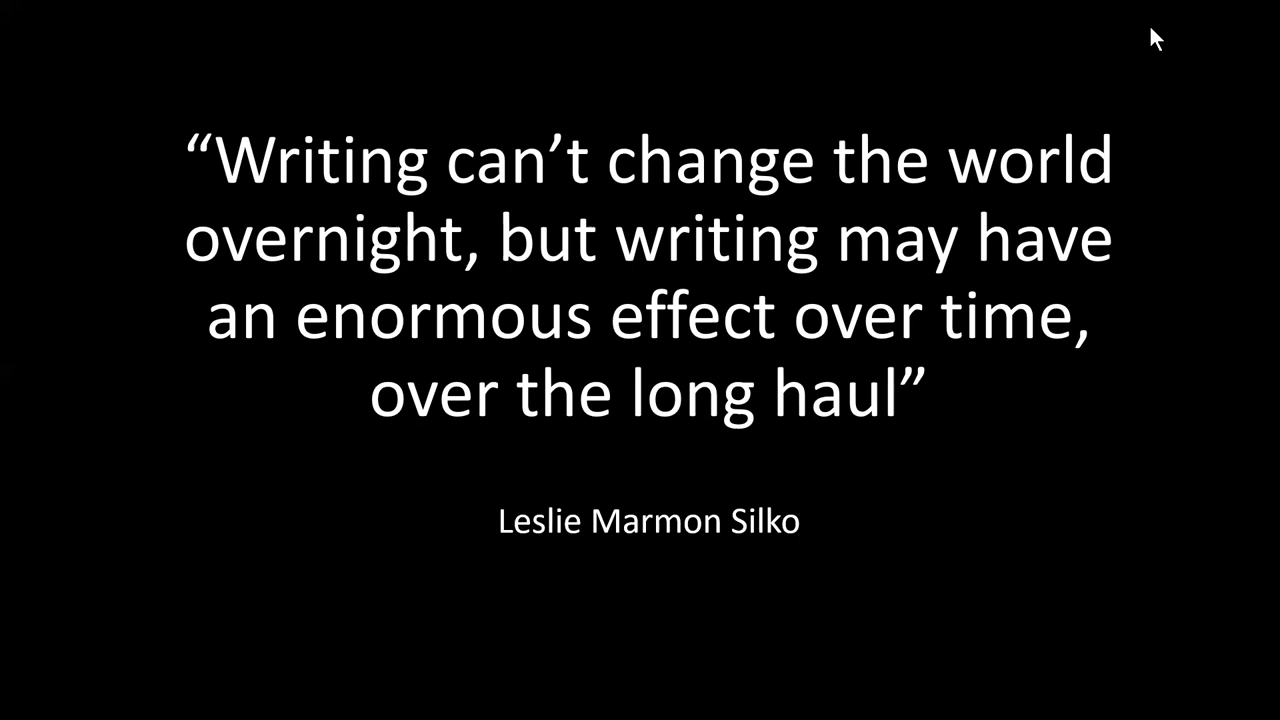 “Writing can’t change the world
overnight, but writing may have
an enormous effect over time,
over the long haul”
Leslie Marmon Silko